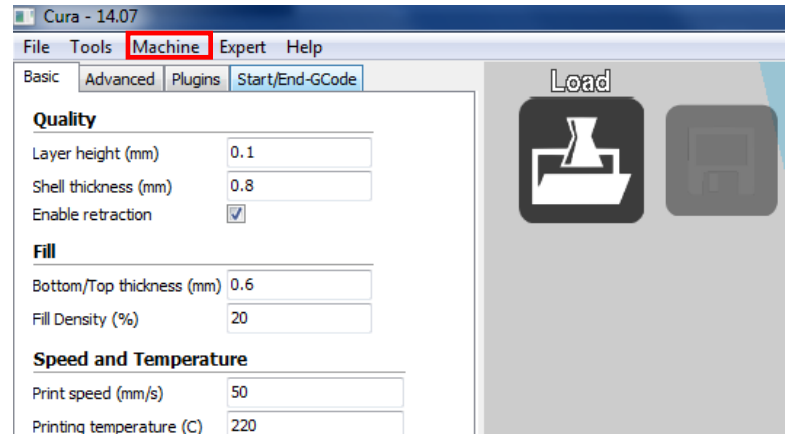 Cura - 14.07
File Tools Machine Expert Help
Basic Advanced Plugins Start/End-GCode
Load
Quality
Layer height (mm) 0.1
Shell thickness (mm) 0.8
Enable retraction
Fill
Bottom/Top thickness (mm) 0.6
Fill Density (%) 20
Speed and Temperature
Print speed (mm/s) 50
Printing temperature (C) 220